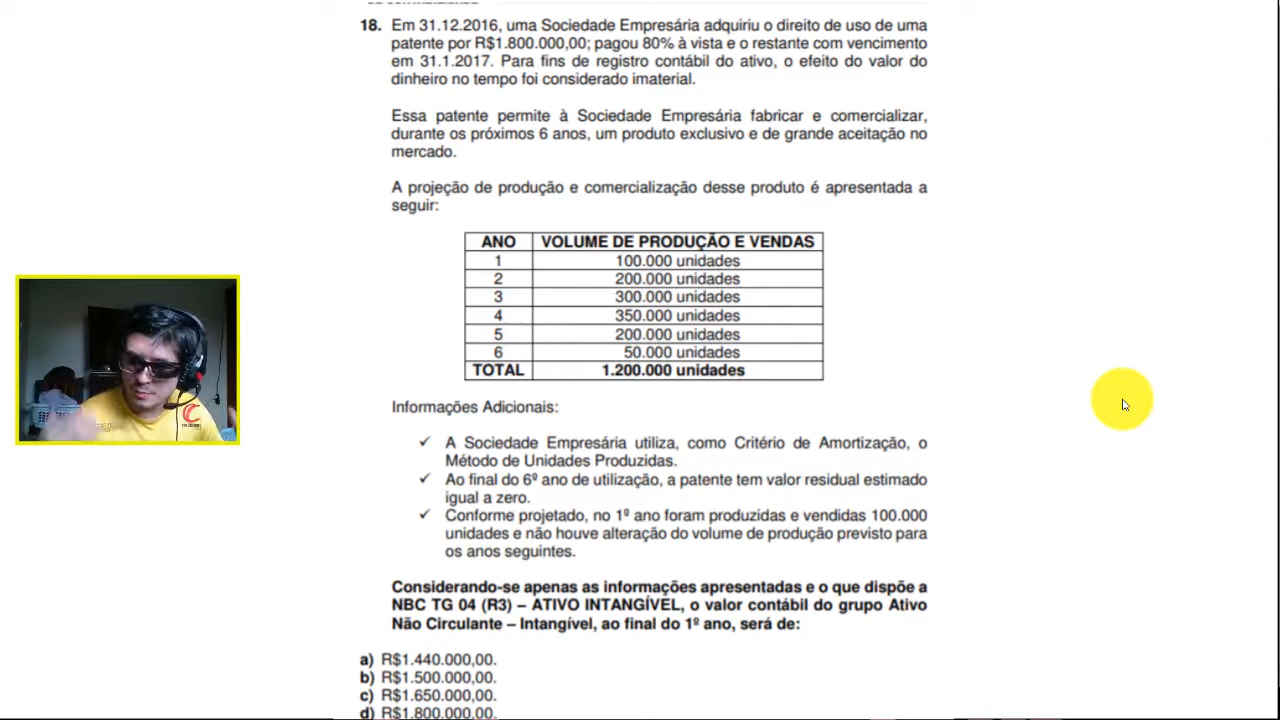 18. Em 31.12.2016, uma Sociedade Empresária adquiriu o direito de uso de uma
patente por R$1.800.000,00; pagou 80% à vista e o restante com vencimento
em 31.1.2017. Para fins de registro contábil do ativo, o efeito do valor do
dinheiro no tempo foi considerado imaterial.
Essa patente permite à Sociedade Empresária fabricar e comercializar,
durante os próximos 6 anos, um produto exclusivo e de grande aceitação no
mercado.
A projeção de produção e comercialização desse produto é apresentada a
seguir:
ANO VOLUME DE PRODUÇÃO E VENDAS
1 100.000 unidades
2 200.000 unidades
3 300.000 unidades
4 350.000 unidades
5 200.000 unidades
6 50.000 unidades
TOTAL 1.200.000 unidades
Informações Adicionais:
✓ A Sociedade Empresária utiliza, como Critério de Amortização, o
Método de Unidades Produzidas.
✓ Ao final do 6º ano de utilização, a patente tem valor residual estimado
igual a zero.
✓ Conforme projetado, no 1º ano foram produzidas e vendidas 100.000
unidades e não houve alteração do volume de produção previsto para
os anos seguintes.
Considerando-se apenas as informações apresentadas e o que dispõe a
NBC TG 04 (R3) – ATIVO INTANGÍVEL, o valor contábil do grupo Ativo
Não Circulante – Intangível, ao final do 1º ano, será de:
a) R$1.440.000,00.
b) R$1.500.000,00.
c) R$1.650.000,00.
d) R$1.800.000,00.